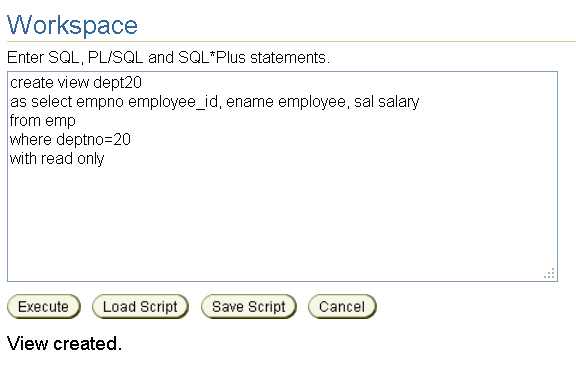 Workspace
Enter SQL, PL/SQL and SQL*Plus statements.
create view dept20
as select empno employee_id, ename employee, sal salary
from emp
where deptno=20
with read only
Execute Load Script Save Script Cancel
View created.